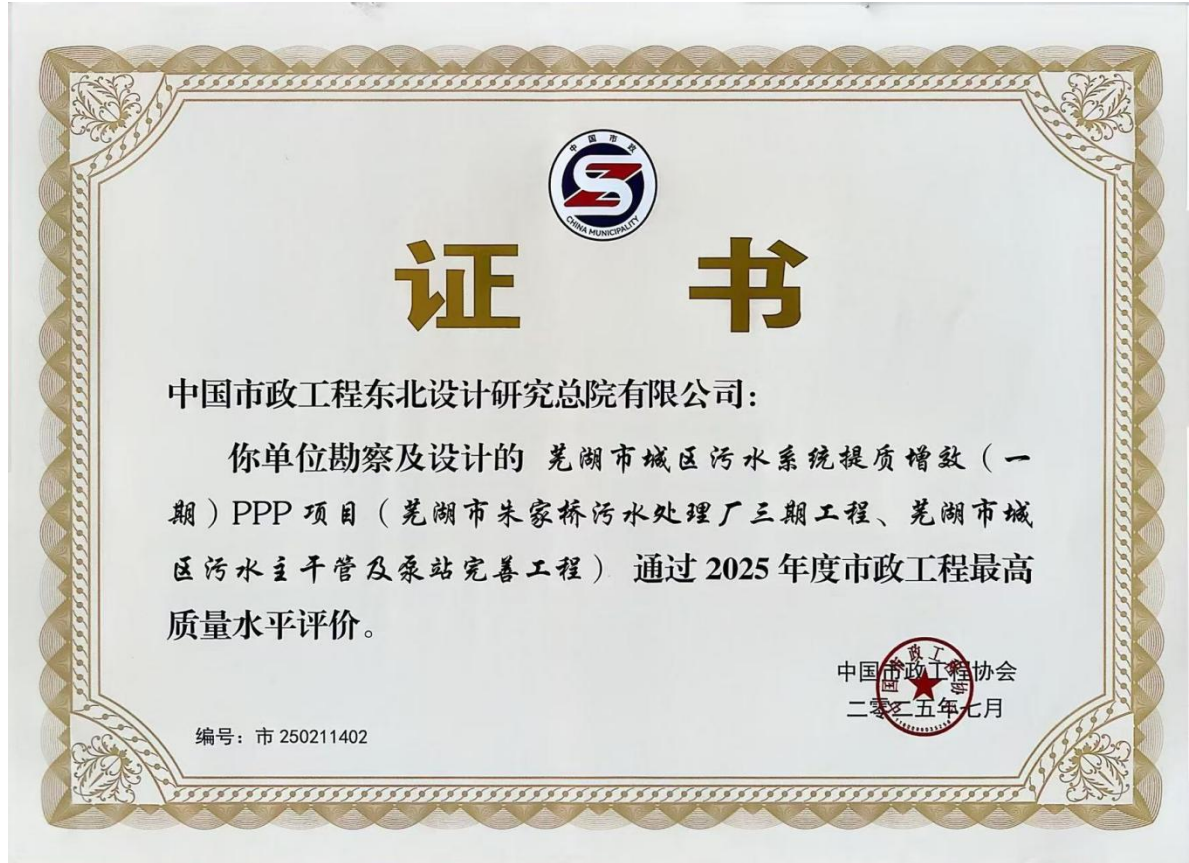 中国市政
CHINA MUNICIPALITY
证 书
中国市政工程东北设计研究总院有限公司：
你单位勘察及设计的 芜湖市城区污水系统提质增效（一
期）PPP 项目（芜湖市朱家桥污水处理厂三期工程、芜湖市城
区污水主干管及泵站完善工程） 通过 2025 年度市政工程最高
质量水平评价。
中国市政工程协会
二零二五年七月
编号：市 250211402